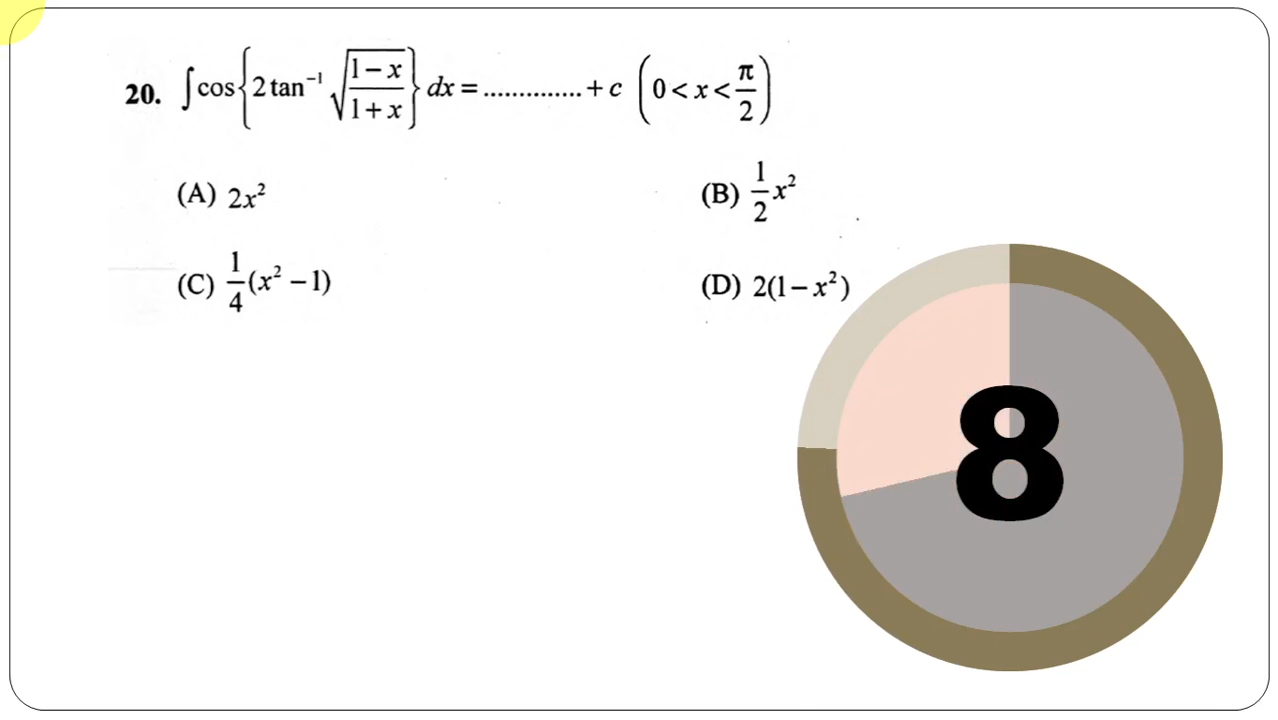 20. ∫cos{2 tan⁻¹ √((1−x)/(1+x))} dx = .............. + c (0 < x < π/2)
(A) 2x² (B) 1/2 x²
(C) 1/4 (x² − 1) (D) 2(1 − x²)
8